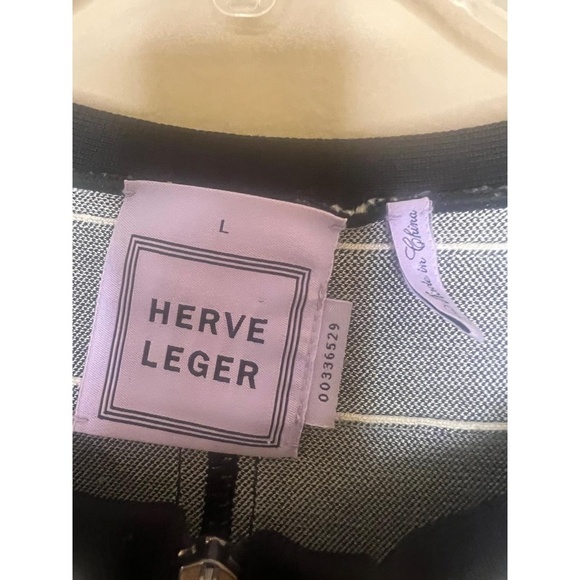 L
HERVE
LEGER
00336529
Made in China